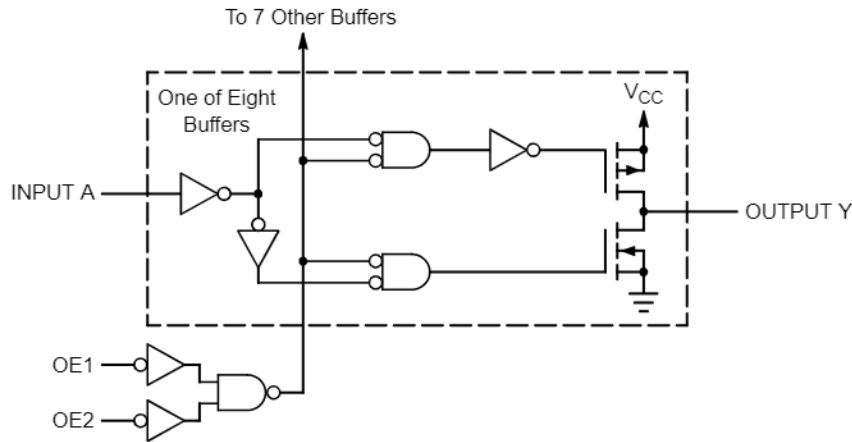 To 7 Other Buffers
One of Eight
Buffers
VCC
INPUT A
OUTPUT Y
OE1
OE2